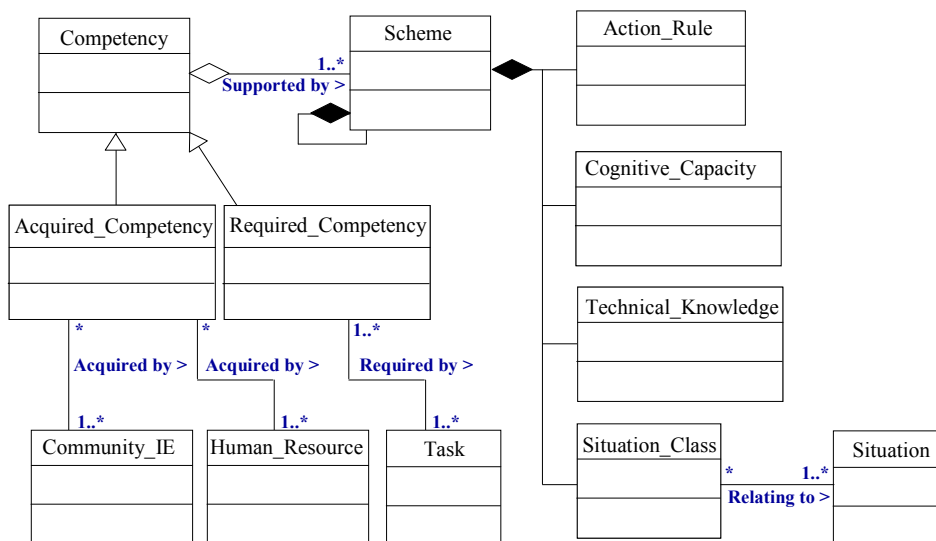 Competency
Scheme
Action_Rule
1..*
Supported by >
Cognitive_Capacity
Acquired_Competency
Required_Competency
Technical_Knowledge
*
*
1..*
Acquired by >
Acquired by >
Required by >
1..*
1..*
1..*
Community_IE
Human_Resource
Task
Situation_Class
Situation
*
1..*
Relating to >